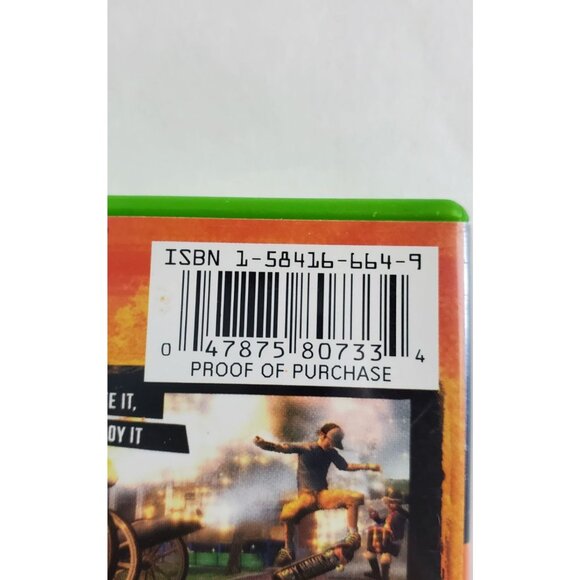 ISBN 1-58416-664-9
0 47875 80733 4
PROOF OF PURCHASE
E IT,
OY IT